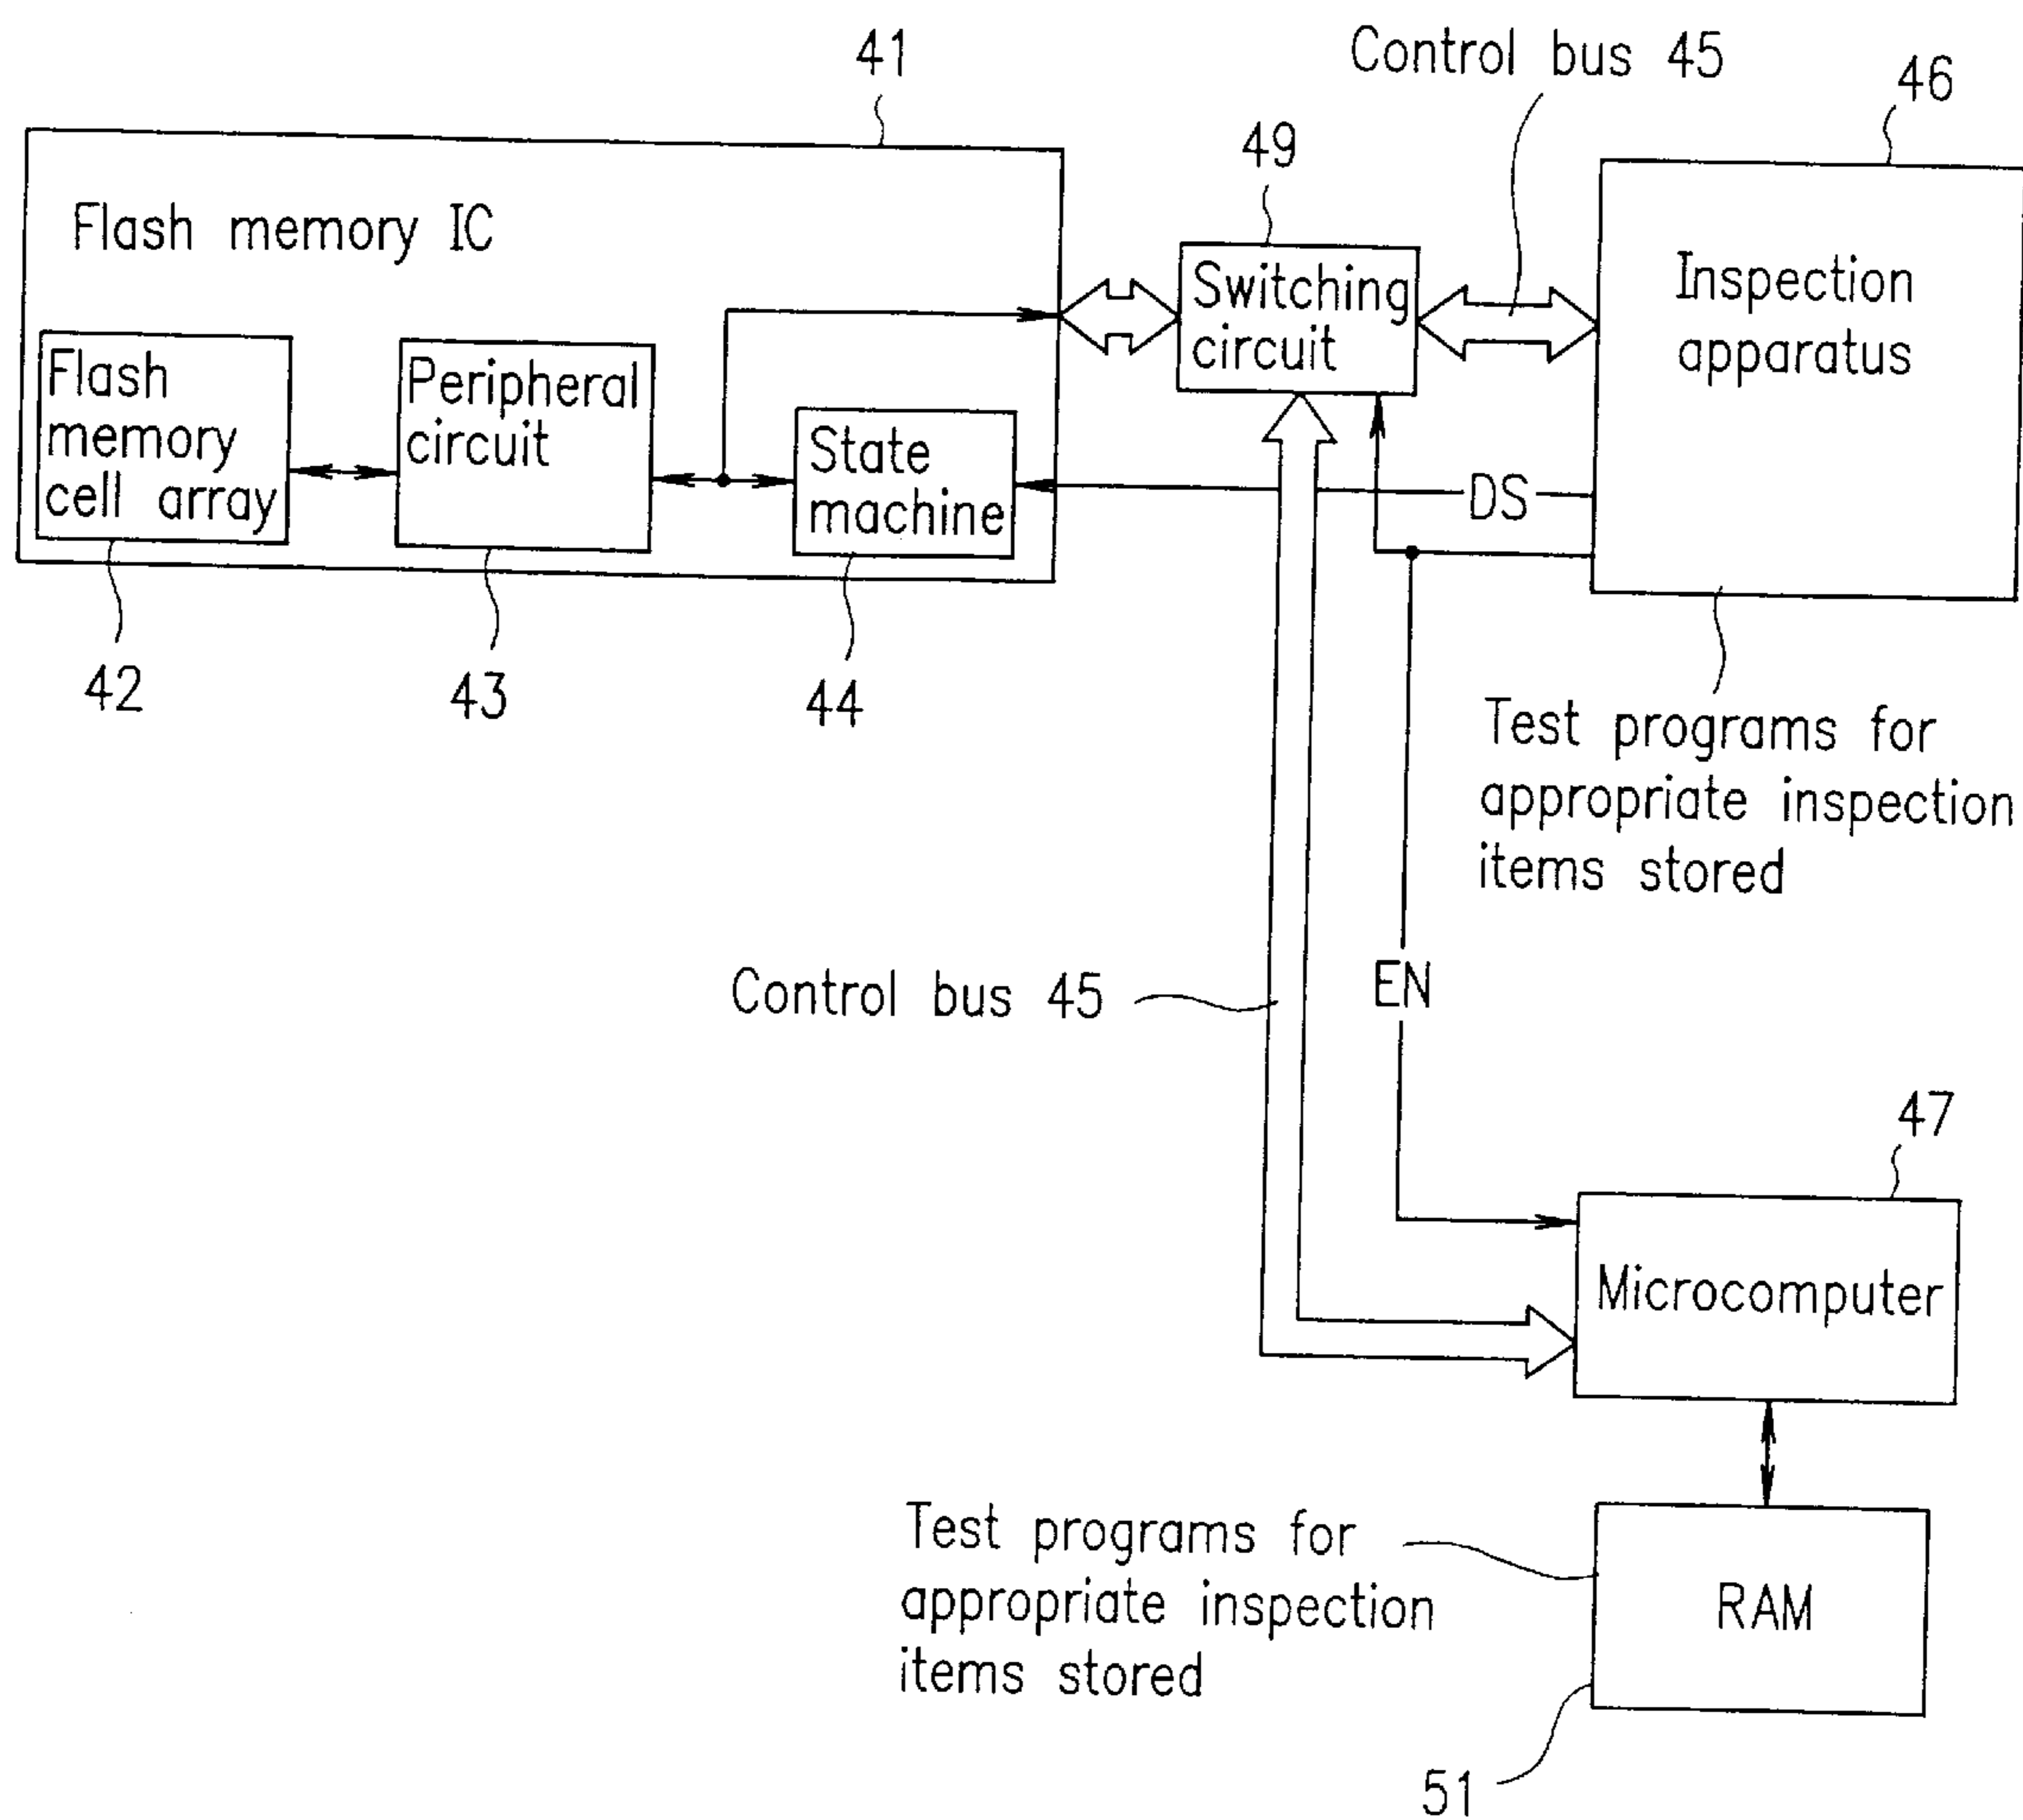 41
Control bus 45
46
49
Flash memory IC
Switching
circuit
Inspection
apparatus
Flash
memory
cell array
Peripheral
circuit
State
machine
DS
42
43
44
Test programs for
appropriate inspection
items stored
Control bus 45
EN
47
Microcomputer
Test programs for
appropriate inspection
items stored
RAM
51